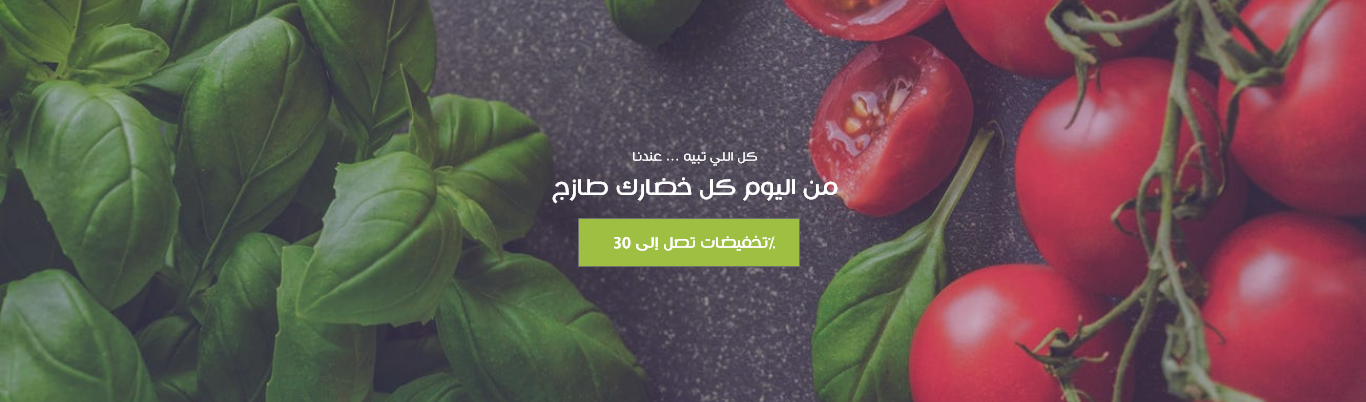 كل اللي تبيه ... عندنا
من اليوم كل خضارك طازج
٪تخفيضات تصل إلى 30